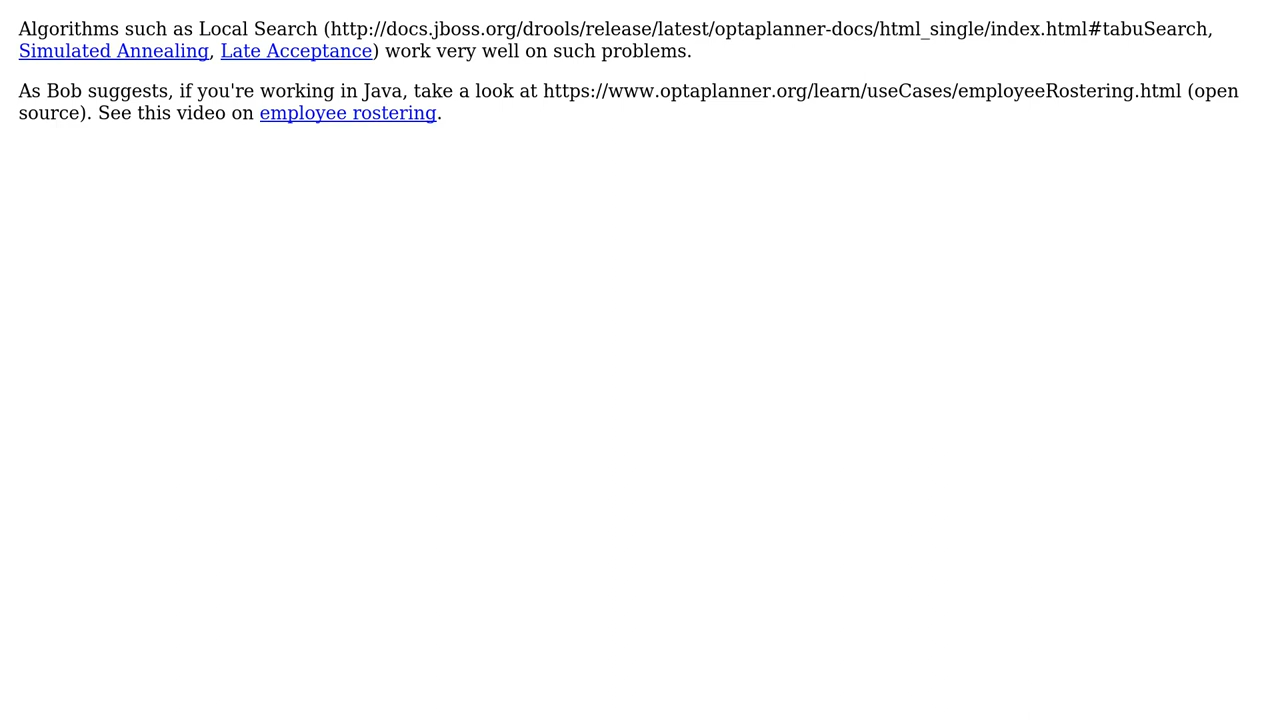 Algorithms such as Local Search (http://docs.jboss.org/drools/release/latest/optaplanner-docs/html_single/index.html#tabuSearch,
Simulated Annealing, Late Acceptance) work very well on such problems.
As Bob suggests, if you're working in Java, take a look at https://www.optaplanner.org/learn/useCases/employeeRostering.html (open
source). See this video on employee rostering.